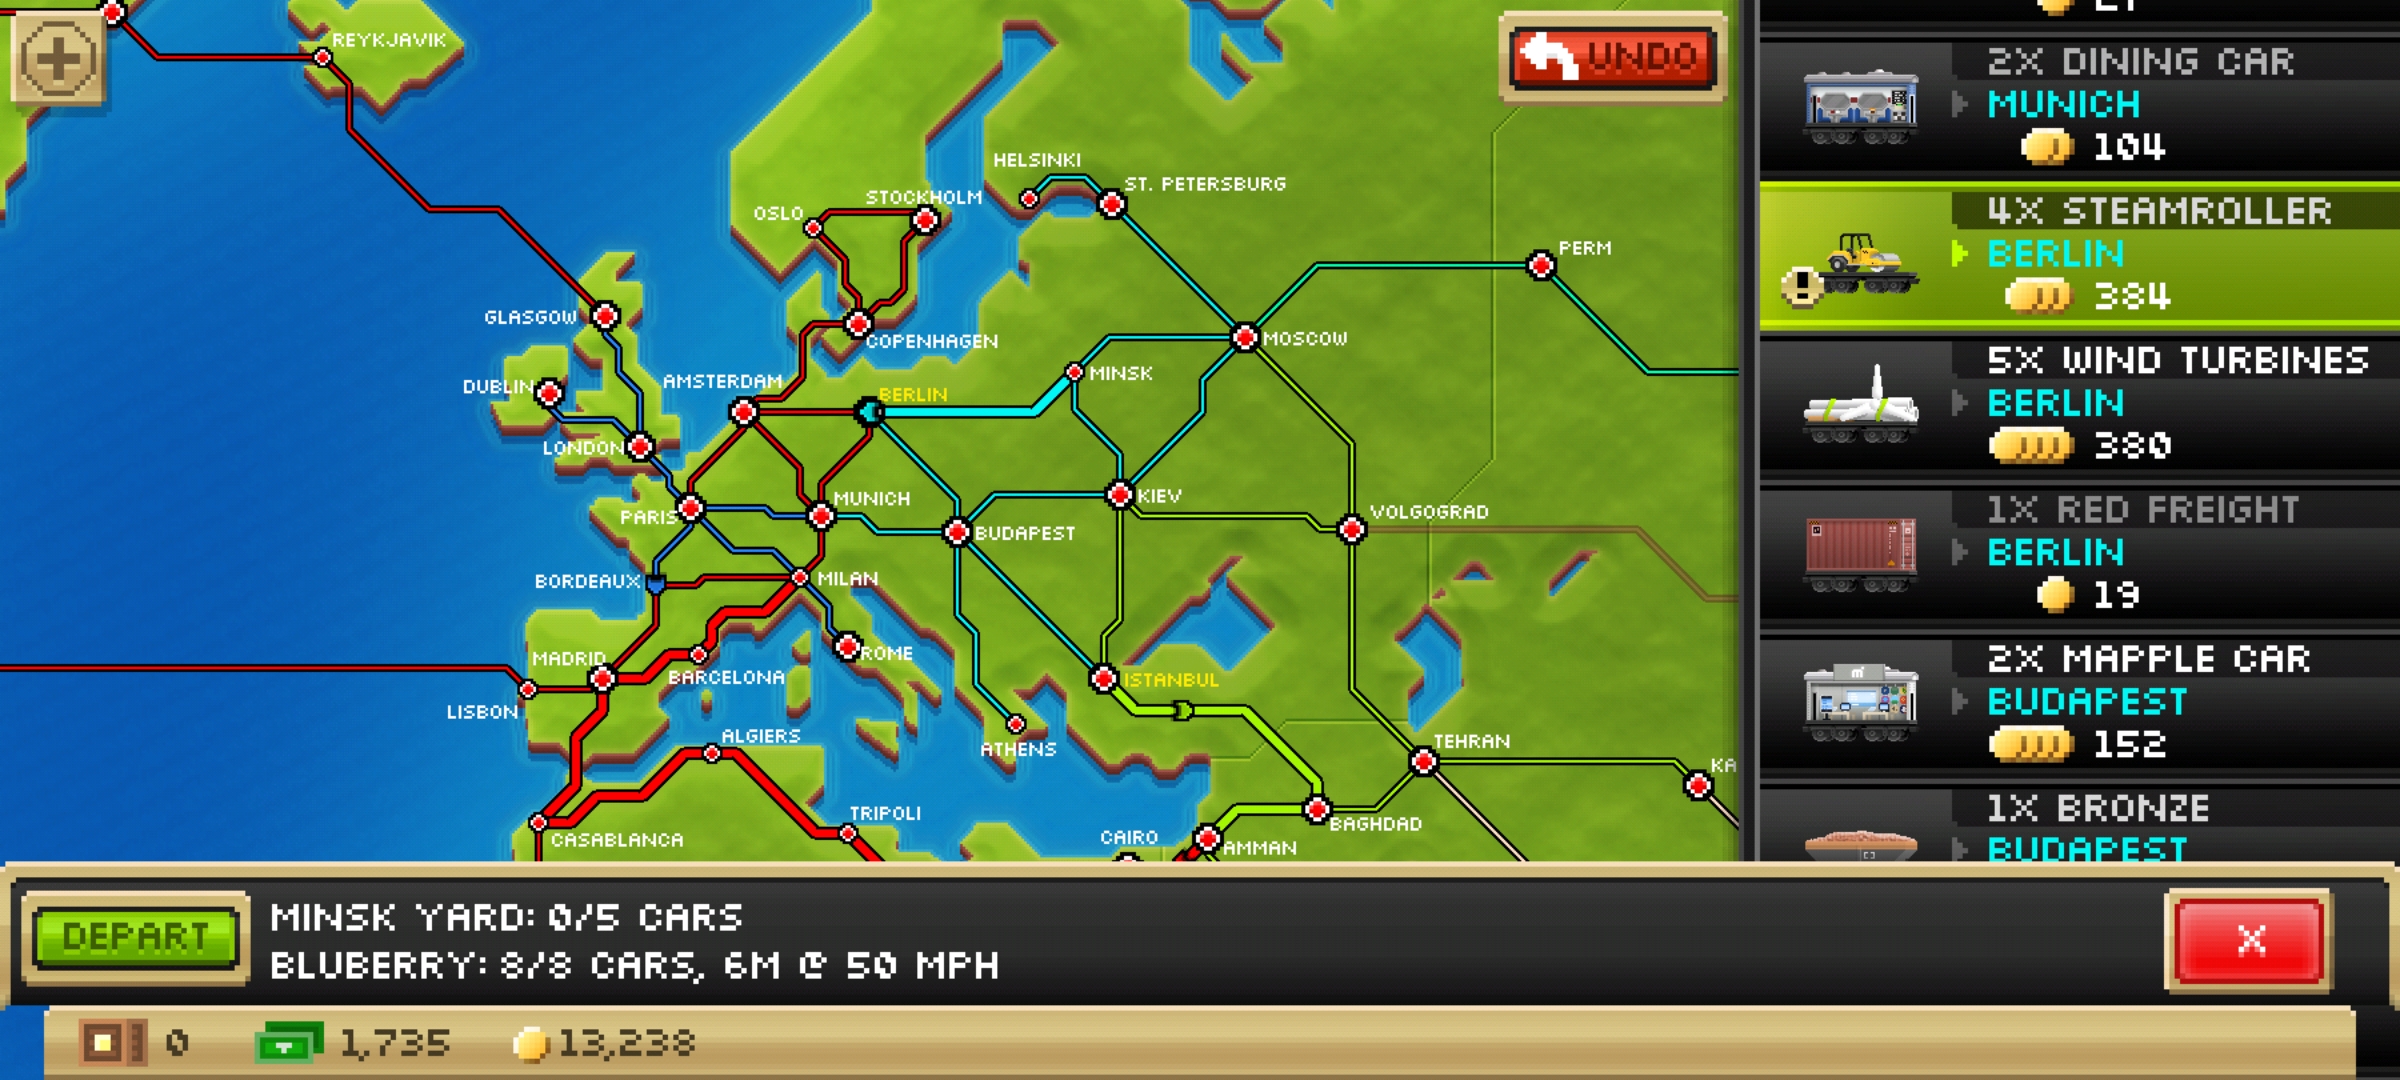 REYKJAVIK
UNDO
HELSINKI
ST. PETERSBURG
STOCKHOLM
OSLO
PERM
GLASGOW
COPENHAGEN
MOSCOW
MINSK
DUBLIN
AMSTERDAM
BERLIN
LONDON
MUNICH
KIEV
PARIS
BUDAPEST
VOLGOGRAD
BORDEAUX
MILAN
MADRID
ROME
BARCELONA
ISTANBUL
LISBON
ALGIERS
ATHENS
TEHRAN
KA
TRIPOLI
CASABLANCA
CAIRO
BAGHDAD
AMMAN
2X DINING CAR
MUNICH
104
4X STEAMROLLER
BERLIN
384
5X WIND TURBINES
BERLIN
380
1X RED FREIGHT
BERLIN
19
2X MAPPLE CAR
BUDAPEST
152
1X BRONZE
BUDAPEST
DEPART
MINSK YARD: 0/5 CARS
BLUBERRY: 8/8 CARS, 6M @ 50 MPH
X
0
1,735
13,238